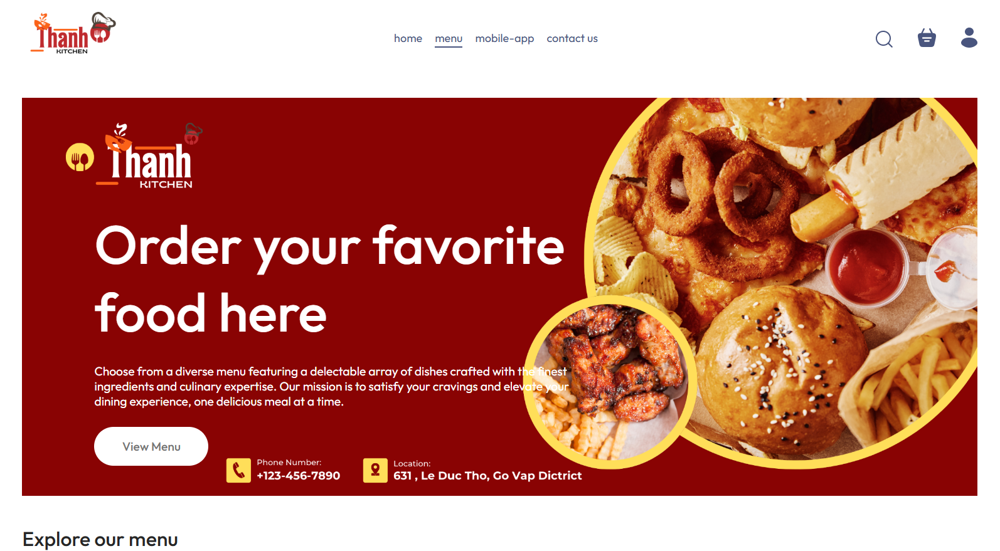 Thanh
KITCHEN
home menu mobile-app contact us
Thanh
KITCHEN
Order your favorite
food here
Choose from a diverse menu featuring a delectable array of dishes crafted with the finest
ingredients and culinary expertise. Our mission is to satisfy your cravings and elevate your
dining experience, one delicious meal at a time.
View Menu
Phone Number:
+123-456-7890
Location:
631 , Le Duc Tho, Go Vap Dictrict
Explore our menu